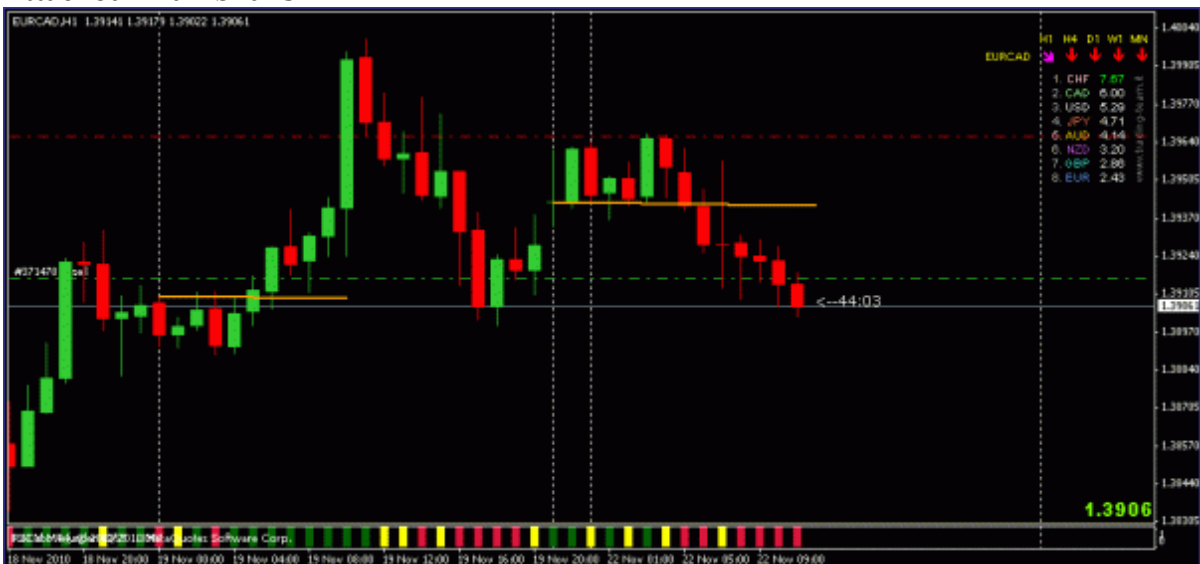 EURCAD,H1 1.39141 1.39179 1.39022 1.39061
H1 H4 D1 W1 MN
EURCAD
1. CHF 7.67
2. CAD 6.00
3. USD 5.29
4. JPY 4.71
5. AUD 4.14
6. NZD 3.20
7. GBP 2.86
8. EUR 2.43
1.40040
1.39905
1.39770
1.39640
1.39505
1.39370
1.39240
1.39105
1.39061
1.38970
1.38840
1.38705
1.38570
1.38440
1.38305
<--44:03
1.3906
Software Corp.
18 Nov 2010 18 Nov 20:00 19 Nov 00:00 19 Nov 04:00 19 Nov 08:00 19 Nov 12:00 19 Nov 16:00 19 Nov 20:00 22 Nov 01:00 22 Nov 05:00 22 Nov 09:00